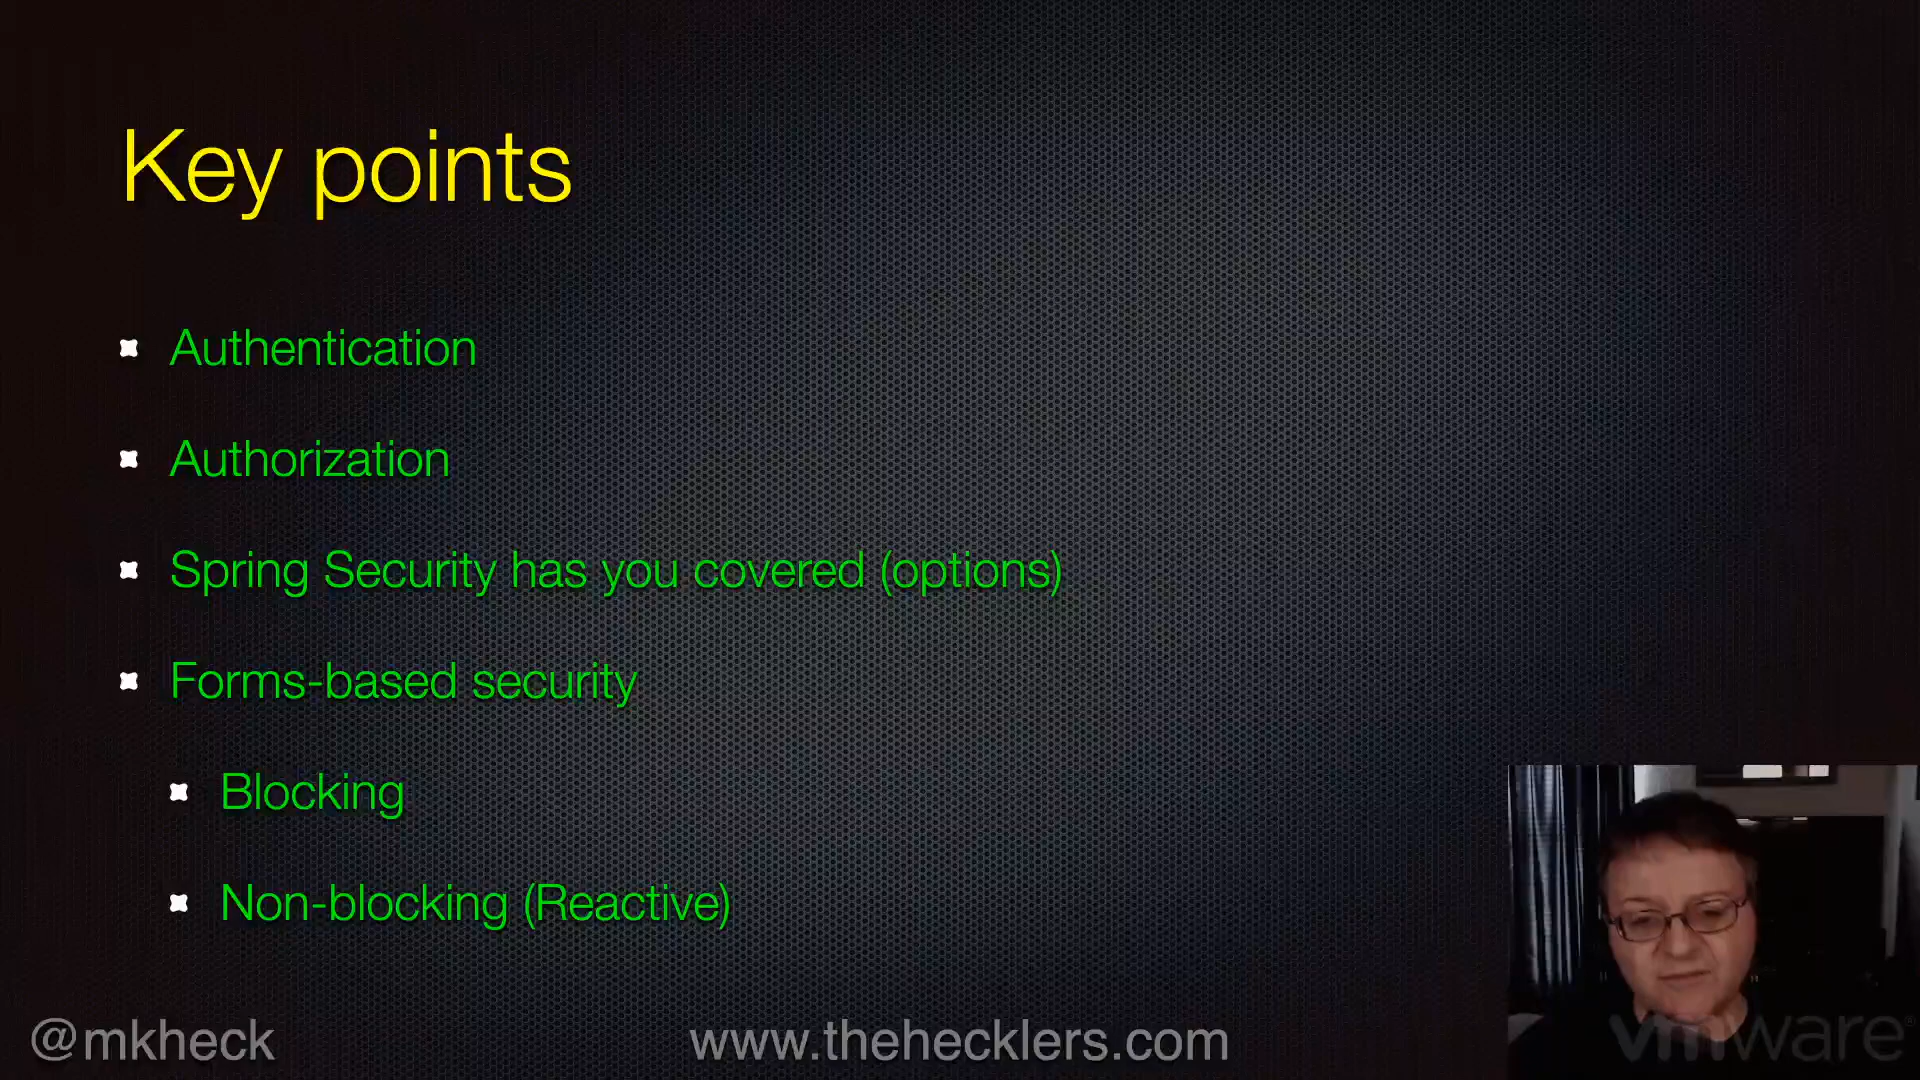 Key points
Authentication
Authorization
Spring Security has you covered (options)
Forms-based security
Blocking
Non-blocking (Reactive)
@mkheck
www.thehecklers.com
vmware®